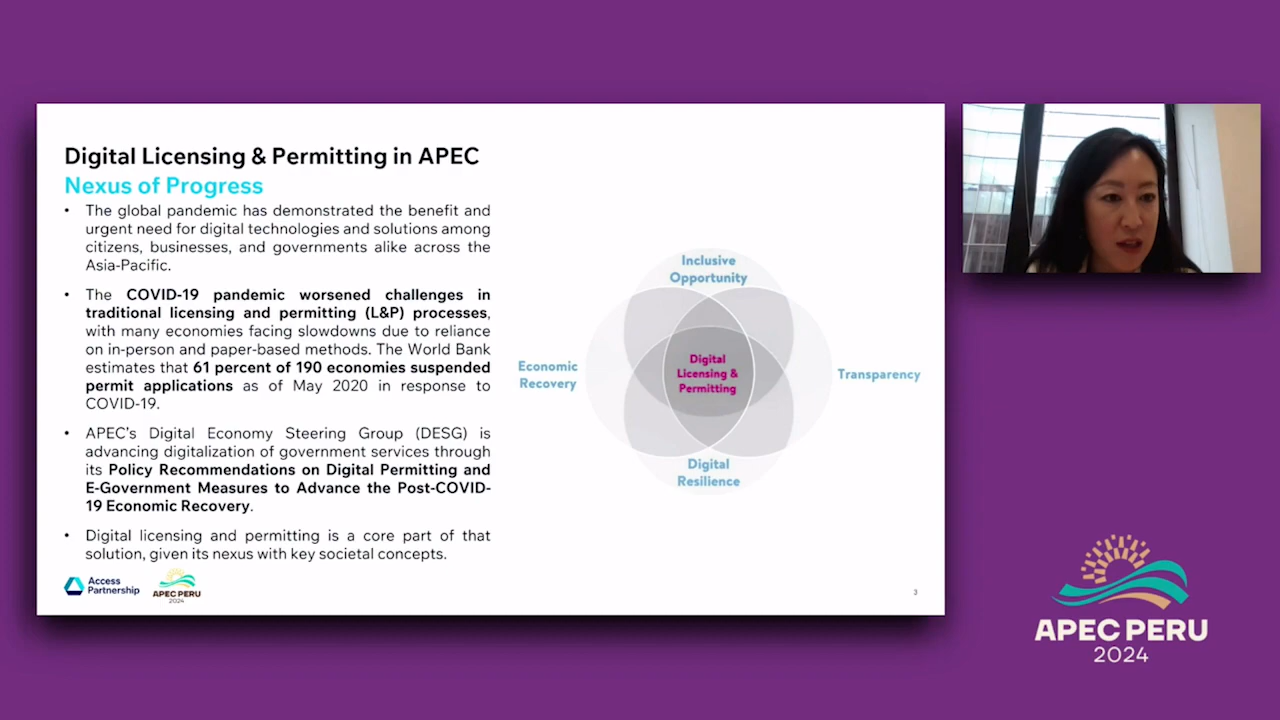 Digital Licensing & Permitting in APEC
Nexus of Progress
• The global pandemic has demonstrated the benefit and
urgent need for digital technologies and solutions among
citizens, businesses, and governments alike across the
Asia-Pacific.
• The COVID-19 pandemic worsened challenges in
traditional licensing and permitting (L&P) processes,
with many economies facing slowdowns due to reliance
on in-person and paper-based methods. The World Bank
estimates that 61 percent of 190 economies suspended
permit applications as of May 2020 in response to
COVID-19.
• APEC's Digital Economy Steering Group (DESG) is
advancing digitalization of government services through
its Policy Recommendations on Digital Permitting and
E-Government Measures to Advance the Post-COVID-
19 Economic Recovery.
• Digital licensing and permitting is a core part of that
solution, given its nexus with key societal concepts.
Inclusive
Opportunity
Economic
Recovery
Digital
Licensing &
Permitting
Transparency
Digital
Resilience
Access
Partnership
APEC PERU
2024
3
APEC PERU
2024